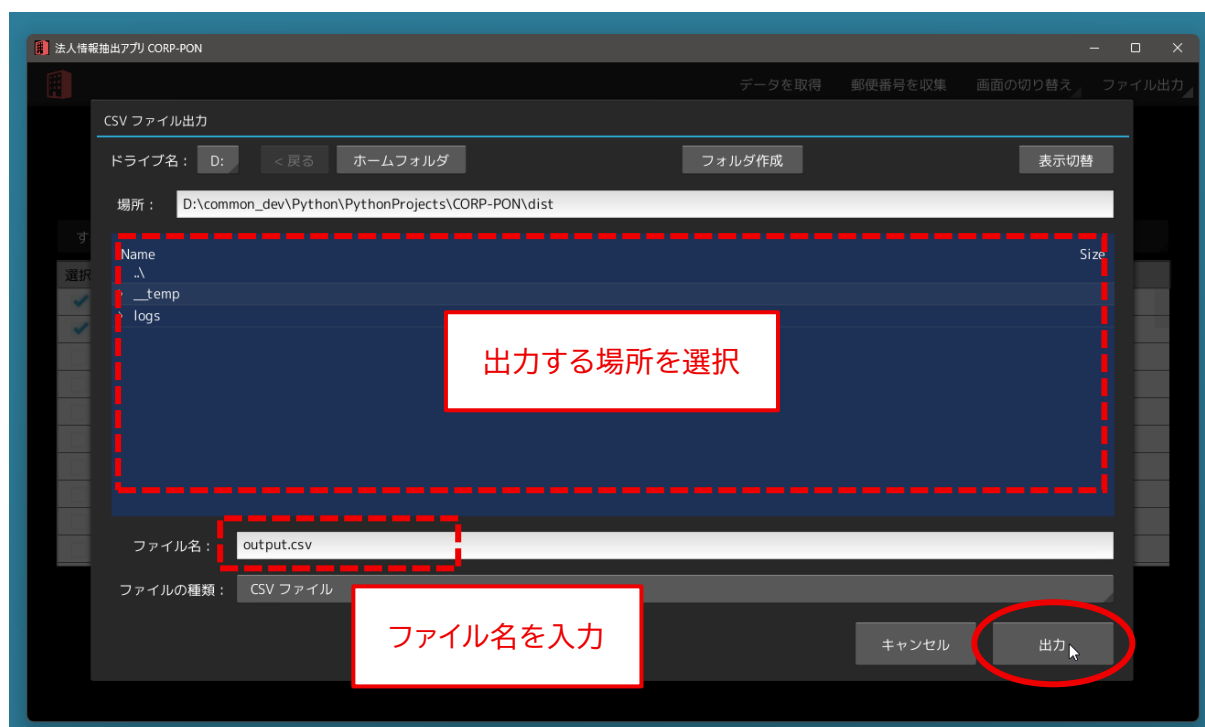 法人情報抽出アプリ CORP-PON
データを取得 郵便番号を収集 画面の切り替え ファイル出力
CSV ファイル出力
ドライブ名： D: < 戻る ホームフォルダ フォルダ作成 表示切替
場所： D:\common_dev\Python\PythonProjects\CORP-PON\dist
す
Name Size
選択 ..\
__temp
> logs
出力する場所を選択
ファイル名： output.csv
ファイルの種類： CSV ファイル
ファイル名を入力
キャンセル 出力